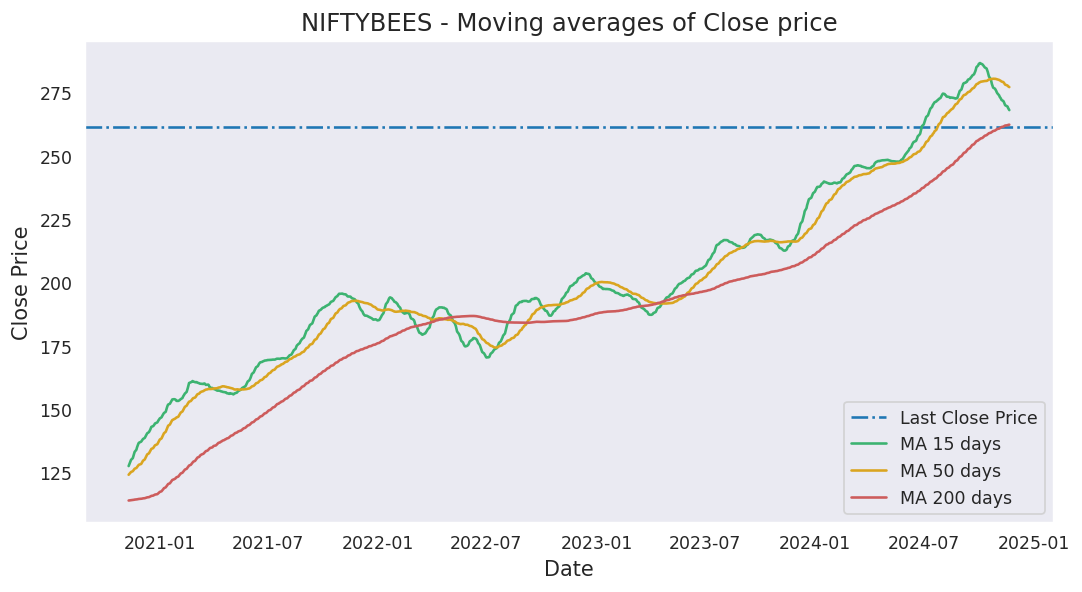 NIFTYBEES - Moving averages of Close price
Close Price
275
250
225
200
175
150
125
Last Close Price
MA 15 days
MA 50 days
MA 200 days
2021-01 2021-07 2022-01 2022-07 2023-01 2023-07 2024-01 2024-07 2025-01
Date